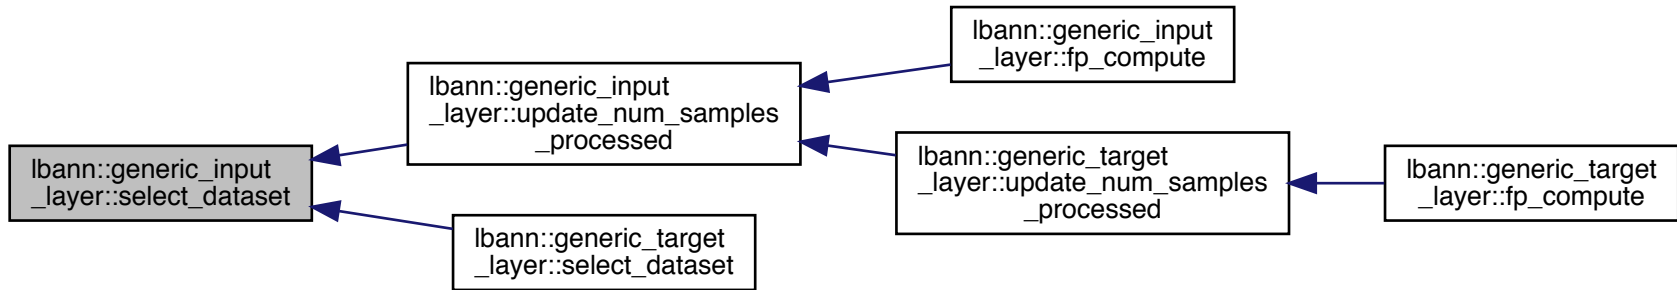 lbann::generic_input
_layer::select_dataset
lbann::generic_input
_layer::update_num_samples
_processed
lbann::generic_target
_layer::select_dataset
lbann::generic_input
_layer::fp_compute
lbann::generic_target
_layer::update_num_samples
_processed
lbann::generic_target
_layer::fp_compute